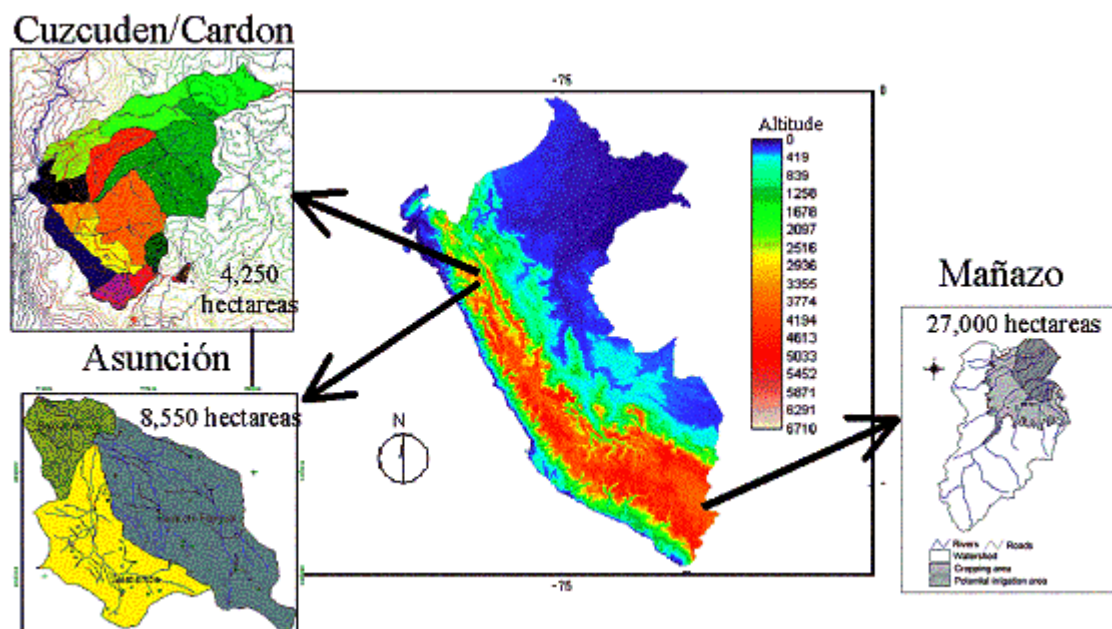 Cuzcuden/Cardon
4,250
hectareas
Asunción
8,550 hectareas
-75
0
Altitude
0
419
839
1258
1678
2097
2516
2936
3355
3774
4194
4613
5033
5452
5871
6291
6710
N
-75
Mañazo
27,000 hectareas
Rivers Roads
Watershed
Cropping area
Potential irrigation area